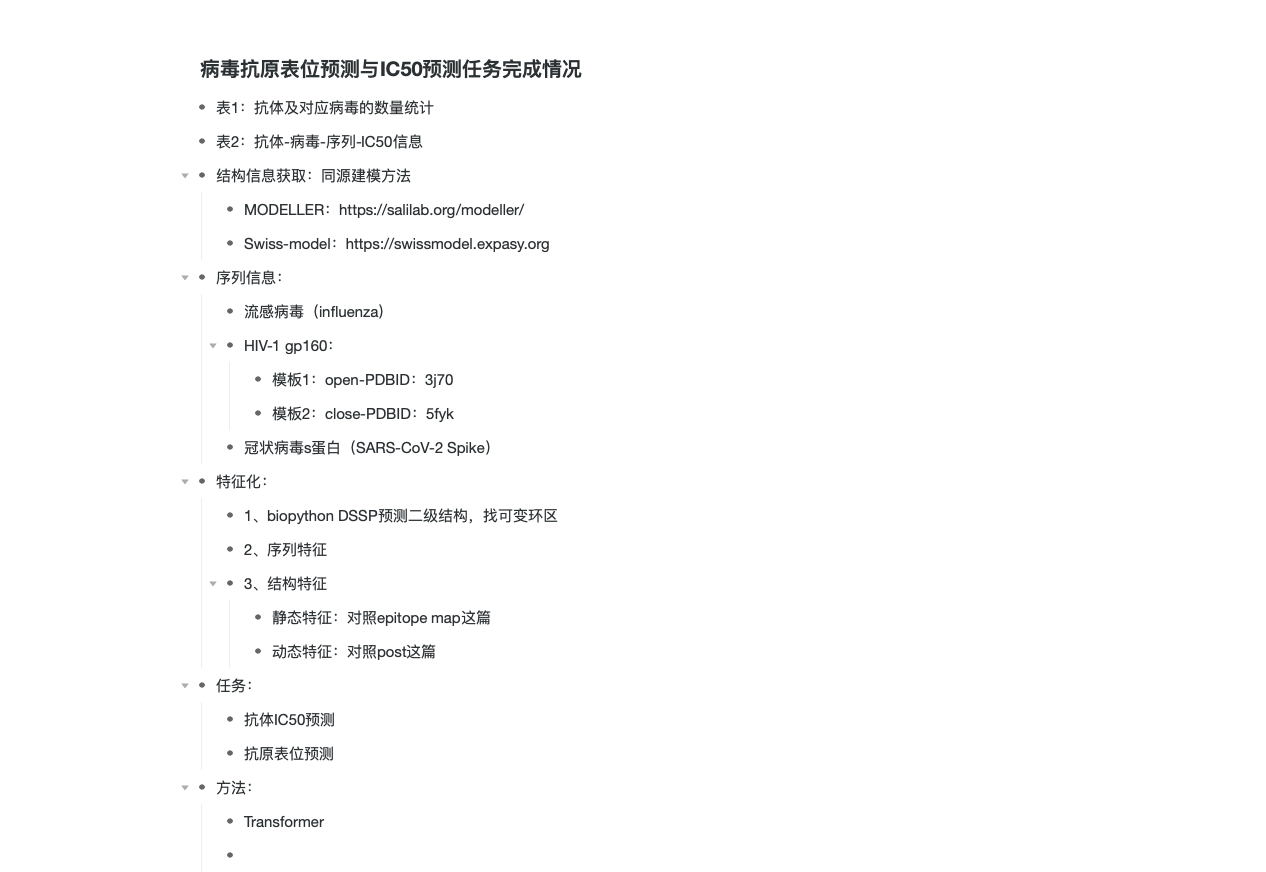 病毒抗原表位预测与IC50预测任务完成情况
表1：抗体及对应病毒的数量统计
表2：抗体-病毒-序列-IC50信息
结构信息获取：同源建模方法
MODELLER：https://salilab.org/modeller/
Swiss-model：https://swissmodel.expasy.org
序列信息：
流感病毒（influenza）
HIV-1 gp160：
模板1：open-PDBID：3j70
模板2：close-PDBID：5fyk
冠状病毒s蛋白（SARS-CoV-2 Spike）
特征化：
1、biopython DSSP预测二级结构，找可变环区
2、序列特征
3、结构特征
静态特征：对照epitope map这篇
动态特征：对照post这篇
任务：
抗体IC50预测
抗原表位预测
方法：
Transformer